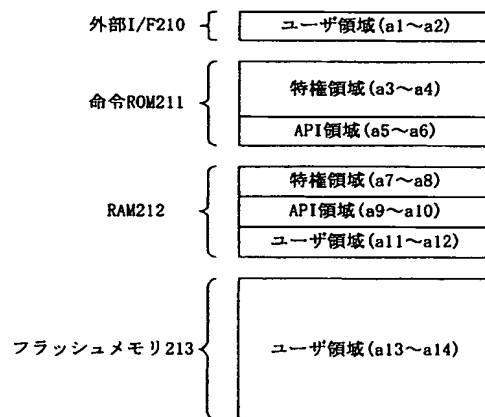 外部I/F210
ユーザ領域(a1～a2)
命令ROM211
特権領域(a3～a4)
API領域(a5～a6)
RAM212
特権領域(a7～a8)
API領域(a9～a10)
ユーザ領域(a11～a12)
フラッシュメモリ213
ユーザ領域(a13～a14)